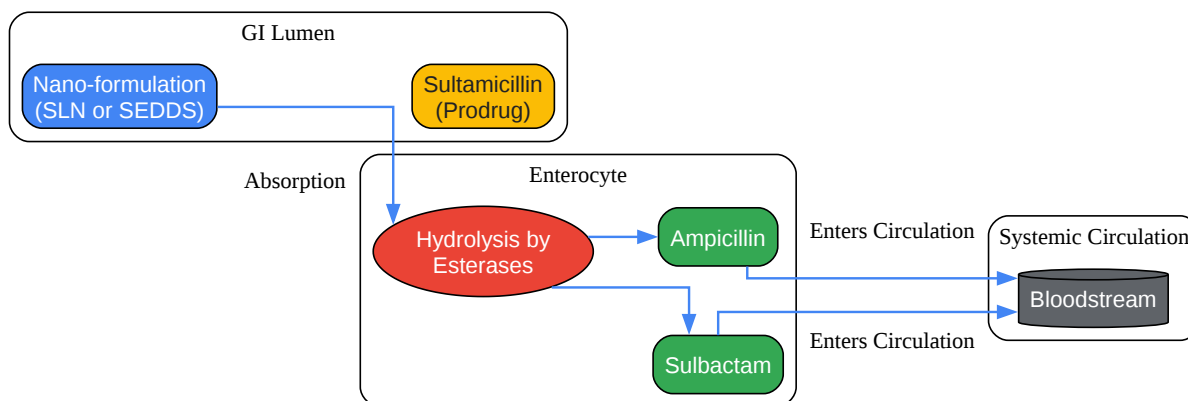 GI Lumen
Nano-formulation
(SLN or SEDDS)
Sultamicillin
(Prodrug)
Absorption
Enterocyte
Hydrolysis by
Esterases
Ampicillin
Sulbactam
Enters Circulation
Enters Circulation
Systemic Circulation
Bloodstream